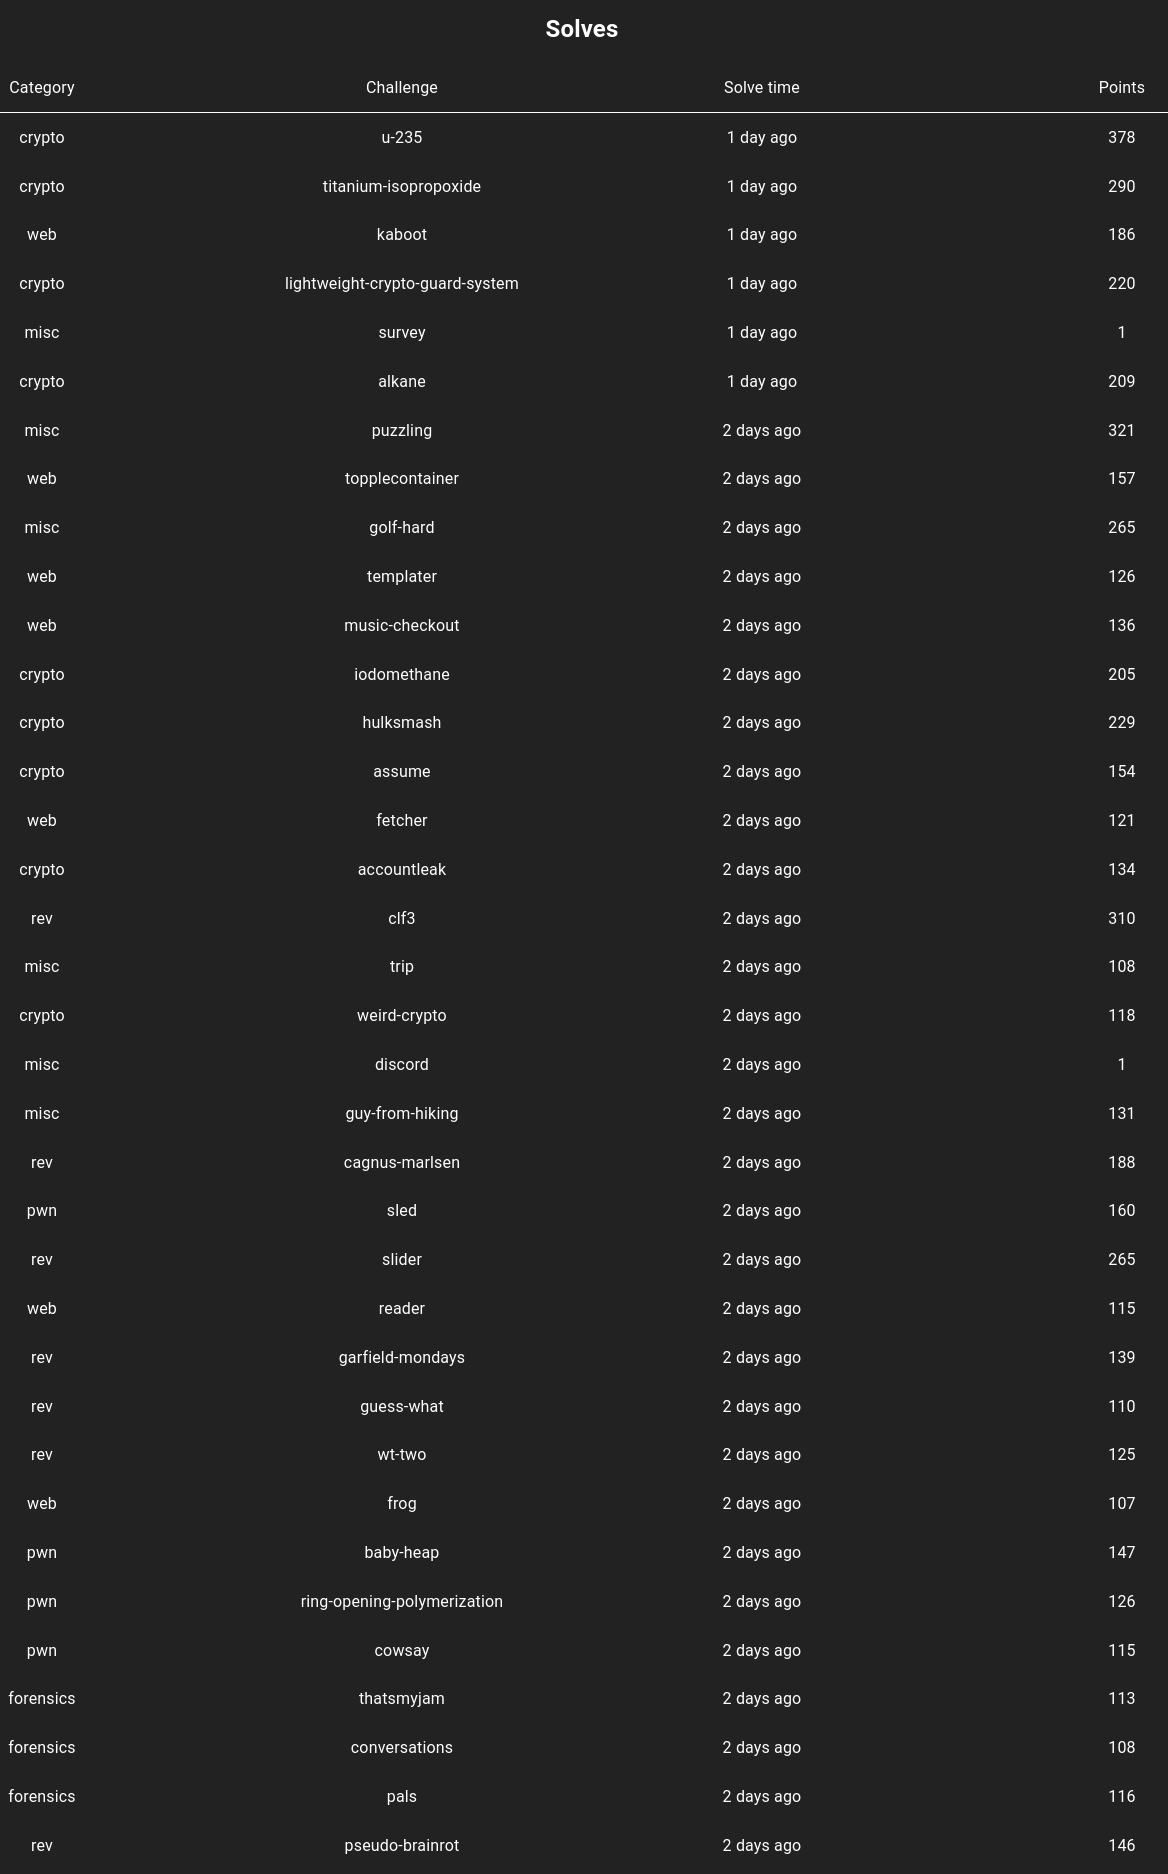 Solves
Category Challenge Solve time Points
crypto u-235 1 day ago 378
crypto titanium-isopropoxide 1 day ago 290
web kaboot 1 day ago 186
crypto lightweight-crypto-guard-system 1 day ago 220
misc survey 1 day ago 1
crypto alkane 1 day ago 209
misc puzzling 2 days ago 321
web topplecontainer 2 days ago 157
misc golf-hard 2 days ago 265
web templater 2 days ago 126
web music-checkout 2 days ago 136
crypto iodomethane 2 days ago 205
crypto hulksmash 2 days ago 229
crypto assume 2 days ago 154
web fetcher 2 days ago 121
crypto accountleak 2 days ago 134
rev clf3 2 days ago 310
misc trip 2 days ago 108
crypto weird-crypto 2 days ago 118
misc discord 2 days ago 1
misc guy-from-hiking 2 days ago 131
rev cagnus-marlsen 2 days ago 188
pwn sled 2 days ago 160
rev slider 2 days ago 265
web reader 2 days ago 115
rev garfield-mondays 2 days ago 139
rev guess-what 2 days ago 110
rev wt-two 2 days ago 125
web frog 2 days ago 107
pwn baby-heap 2 days ago 147
pwn ring-opening-polymerization 2 days ago 126
pwn cowsay 2 days ago 115
forensics thatsmyjam 2 days ago 113
forensics conversations 2 days ago 108
forensics pals 2 days ago 116
rev pseudo-brainrot 2 days ago 146